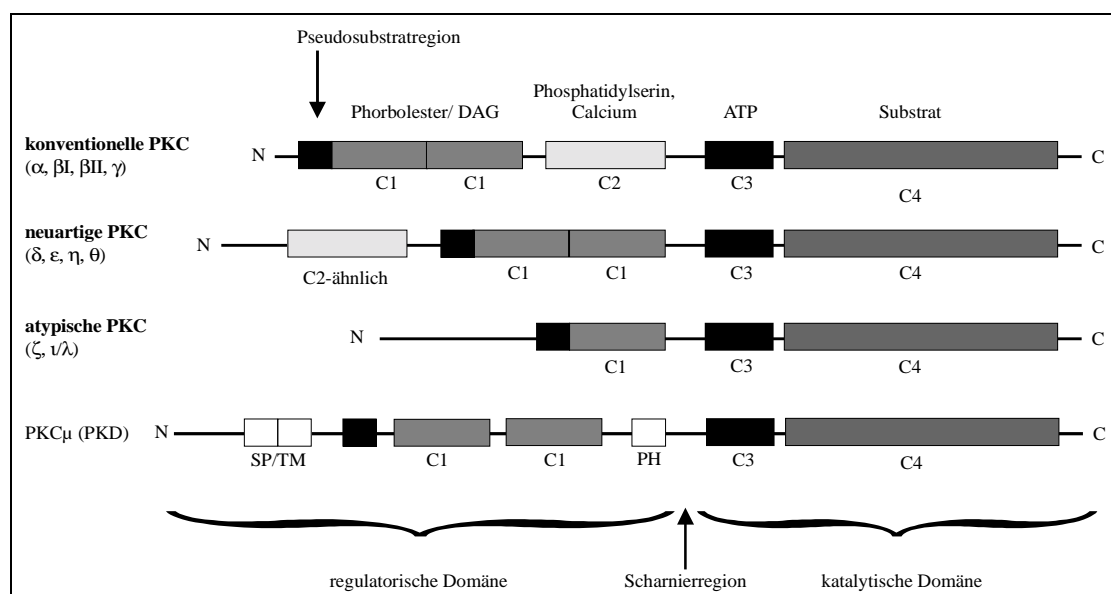 Pseudosubstratregion
Phorbolester/ DAG
Phosphatidylserin,
Calcium
ATP
Substrat
konventionelle PKC
(α, βI, βII, γ)
N
C
C1
C1
C2
C3
C4
neuartige PKC
(δ, ε, η, θ)
N
C
C2-ähnlich
C1
C1
C3
C4
atypische PKC
(ζ, ι/λ)
N
C
C1
C3
C4
PKCμ (PKD)
N
C
SP/TM
C1
C1
PH
C3
C4
regulatorische Domäne
Scharnierregion
katalytische Domäne